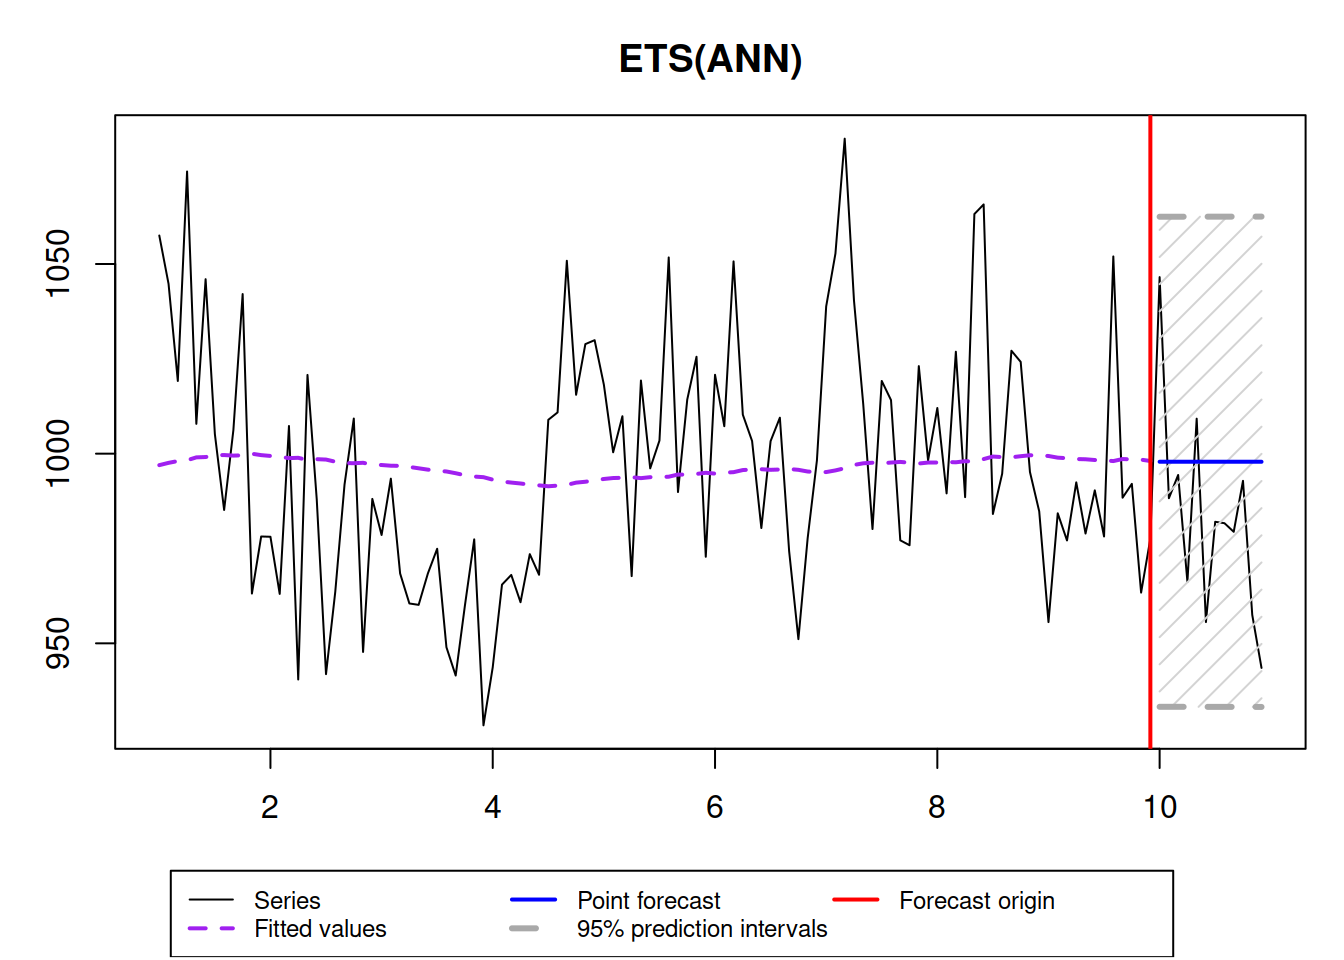 ETS(ANN)
1050
1000
950
2 4 6 8 10
Series Point forecast Forecast origin
Fitted values 95% prediction intervals